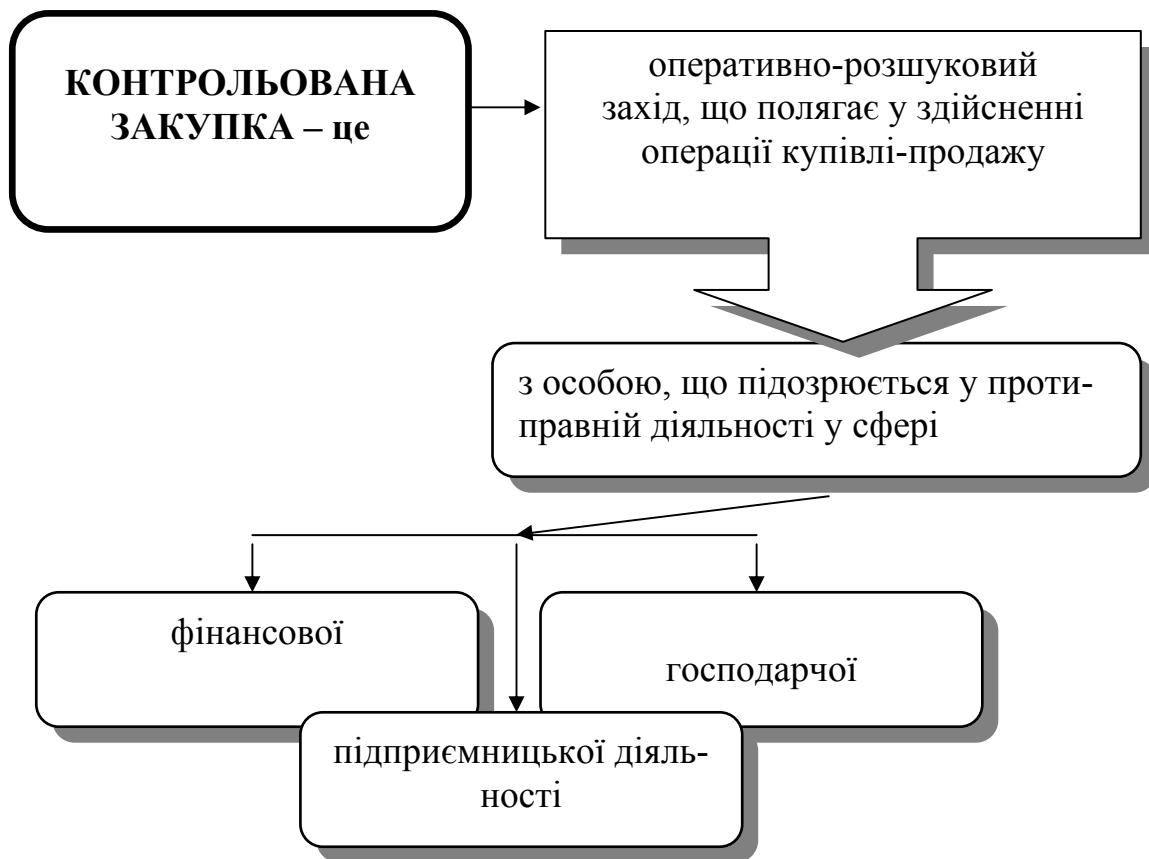 КОНТРОЛЬОВАНА
ЗАКУПКА – це
оперативно-розшуковий
захід, що полягає у здійсненні
операції купівлі-продажу
з особою, що підозрюється у проти-
правній діяльності у сфері
фінансової
господарчої
підприємницької діяль-
ності